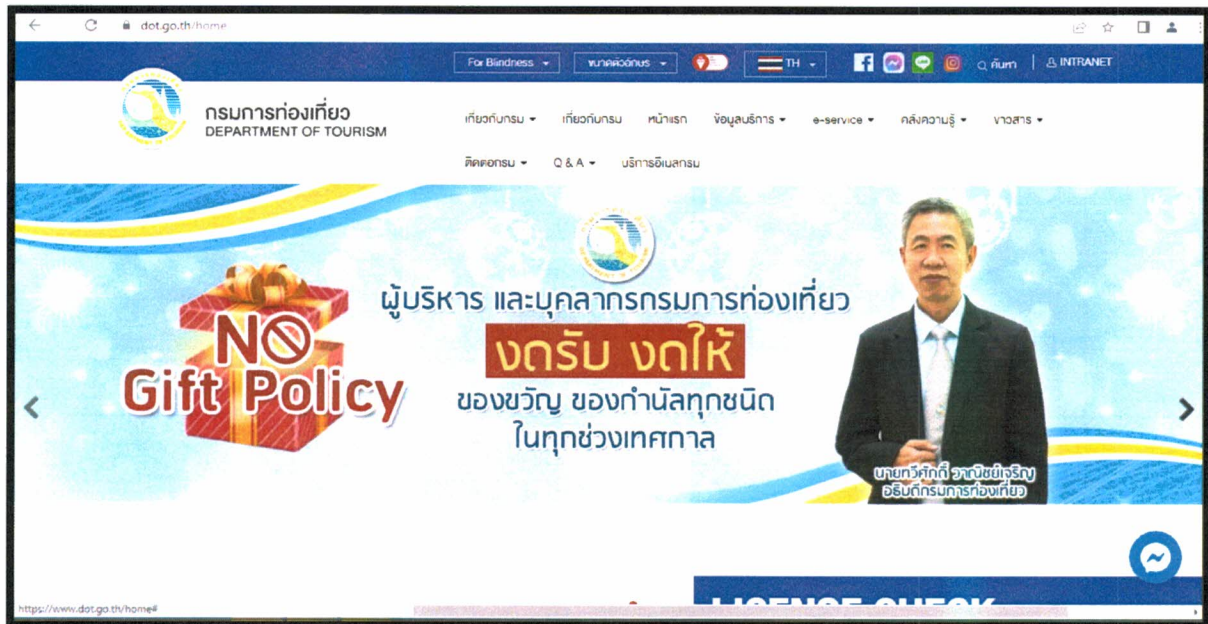 dot.go.th/home
For Blindness
ขนาดตัวอักษร
TH
ค้นหา
INTRANET
กรมการท่องเที่ยว
DEPARTMENT OF TOURISM
เกี่ยวกับกรม
เกี่ยวกับกรม
หน้าแรก
ข้อมูลบริการ
e-service
คลังความรู้
ข่าวสาร
ติดต่อกรม
Q & A
บริการอีเมลกรม
ผู้บริหาร และบุคลากรกรมการท่องเที่ยว
NO
Gift Policy
งดรับ งดให้
ของขวัญ ของกำนัลทุกชนิด
ในทุกช่วงเทศกาล
นายทวีศักดิ์ วาณิชย์เจริญ
อธิบดีกรมการท่องเที่ยว
LICENSE CHECK
https://www.dot.go.th/home#